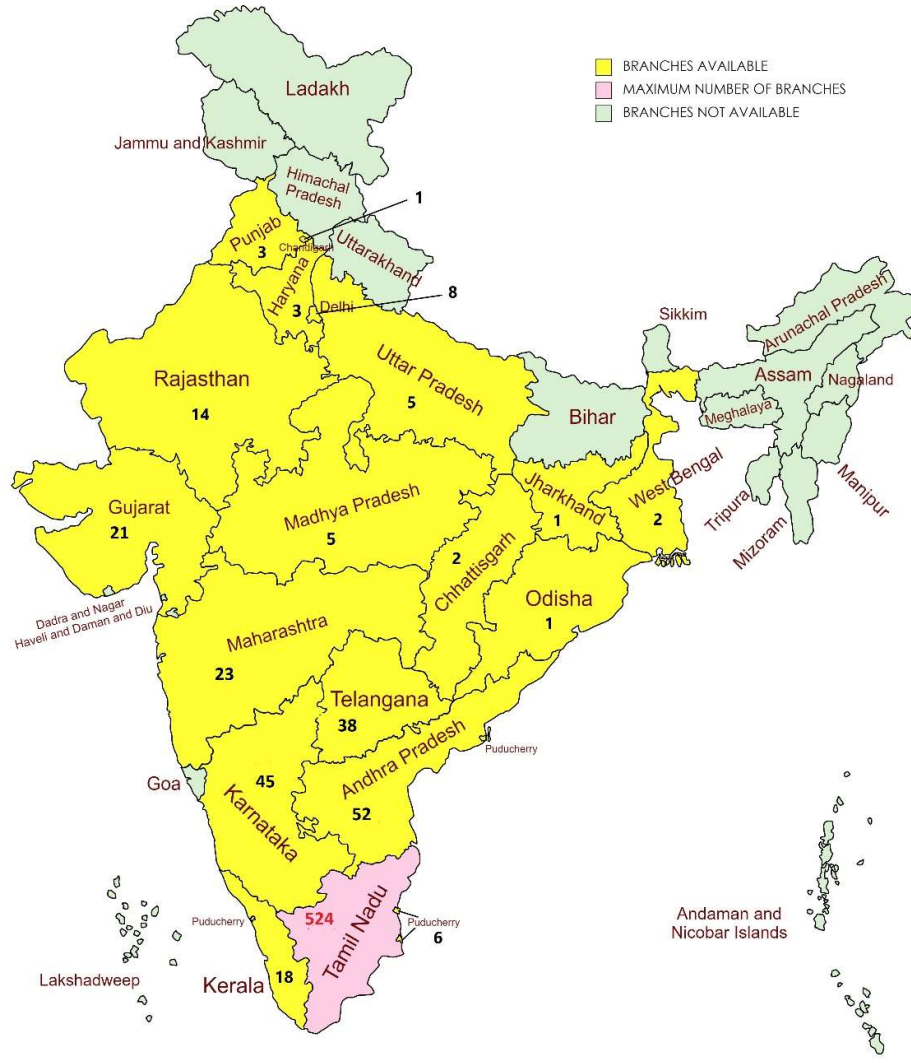 BRANCHES AVAILABLE
MAXIMUM NUMBER OF BRANCHES
BRANCHES NOT AVAILABLE
Ladakh
Jammu and Kashmir
Himachal
Pradesh
1
Punjab
3
Chandigarh
Uttarakhand
Haryana
3
Delhi
8
Sikkim
Arunachal Pradesh
Assam
Nagaland
Meghalaya
Manipur
Tripura
Mizoram
Rajasthan
14
Uttar Pradesh
5
Bihar
Gujarat
21
Madhya Pradesh
5
Jharkhand
1
West Bengal
2
Chhattisgarh
2
Odisha
1
Dadra and Nagar
Haveli and Daman and Diu
Maharashtra
23
Telangana
38
Andhra Pradesh
52
Puducherry
Goa
Karnataka
45
Tamil Nadu
524
Puducherry
Puducherry
6
Kerala
18
Lakshadweep
Andaman and
Nicobar Islands